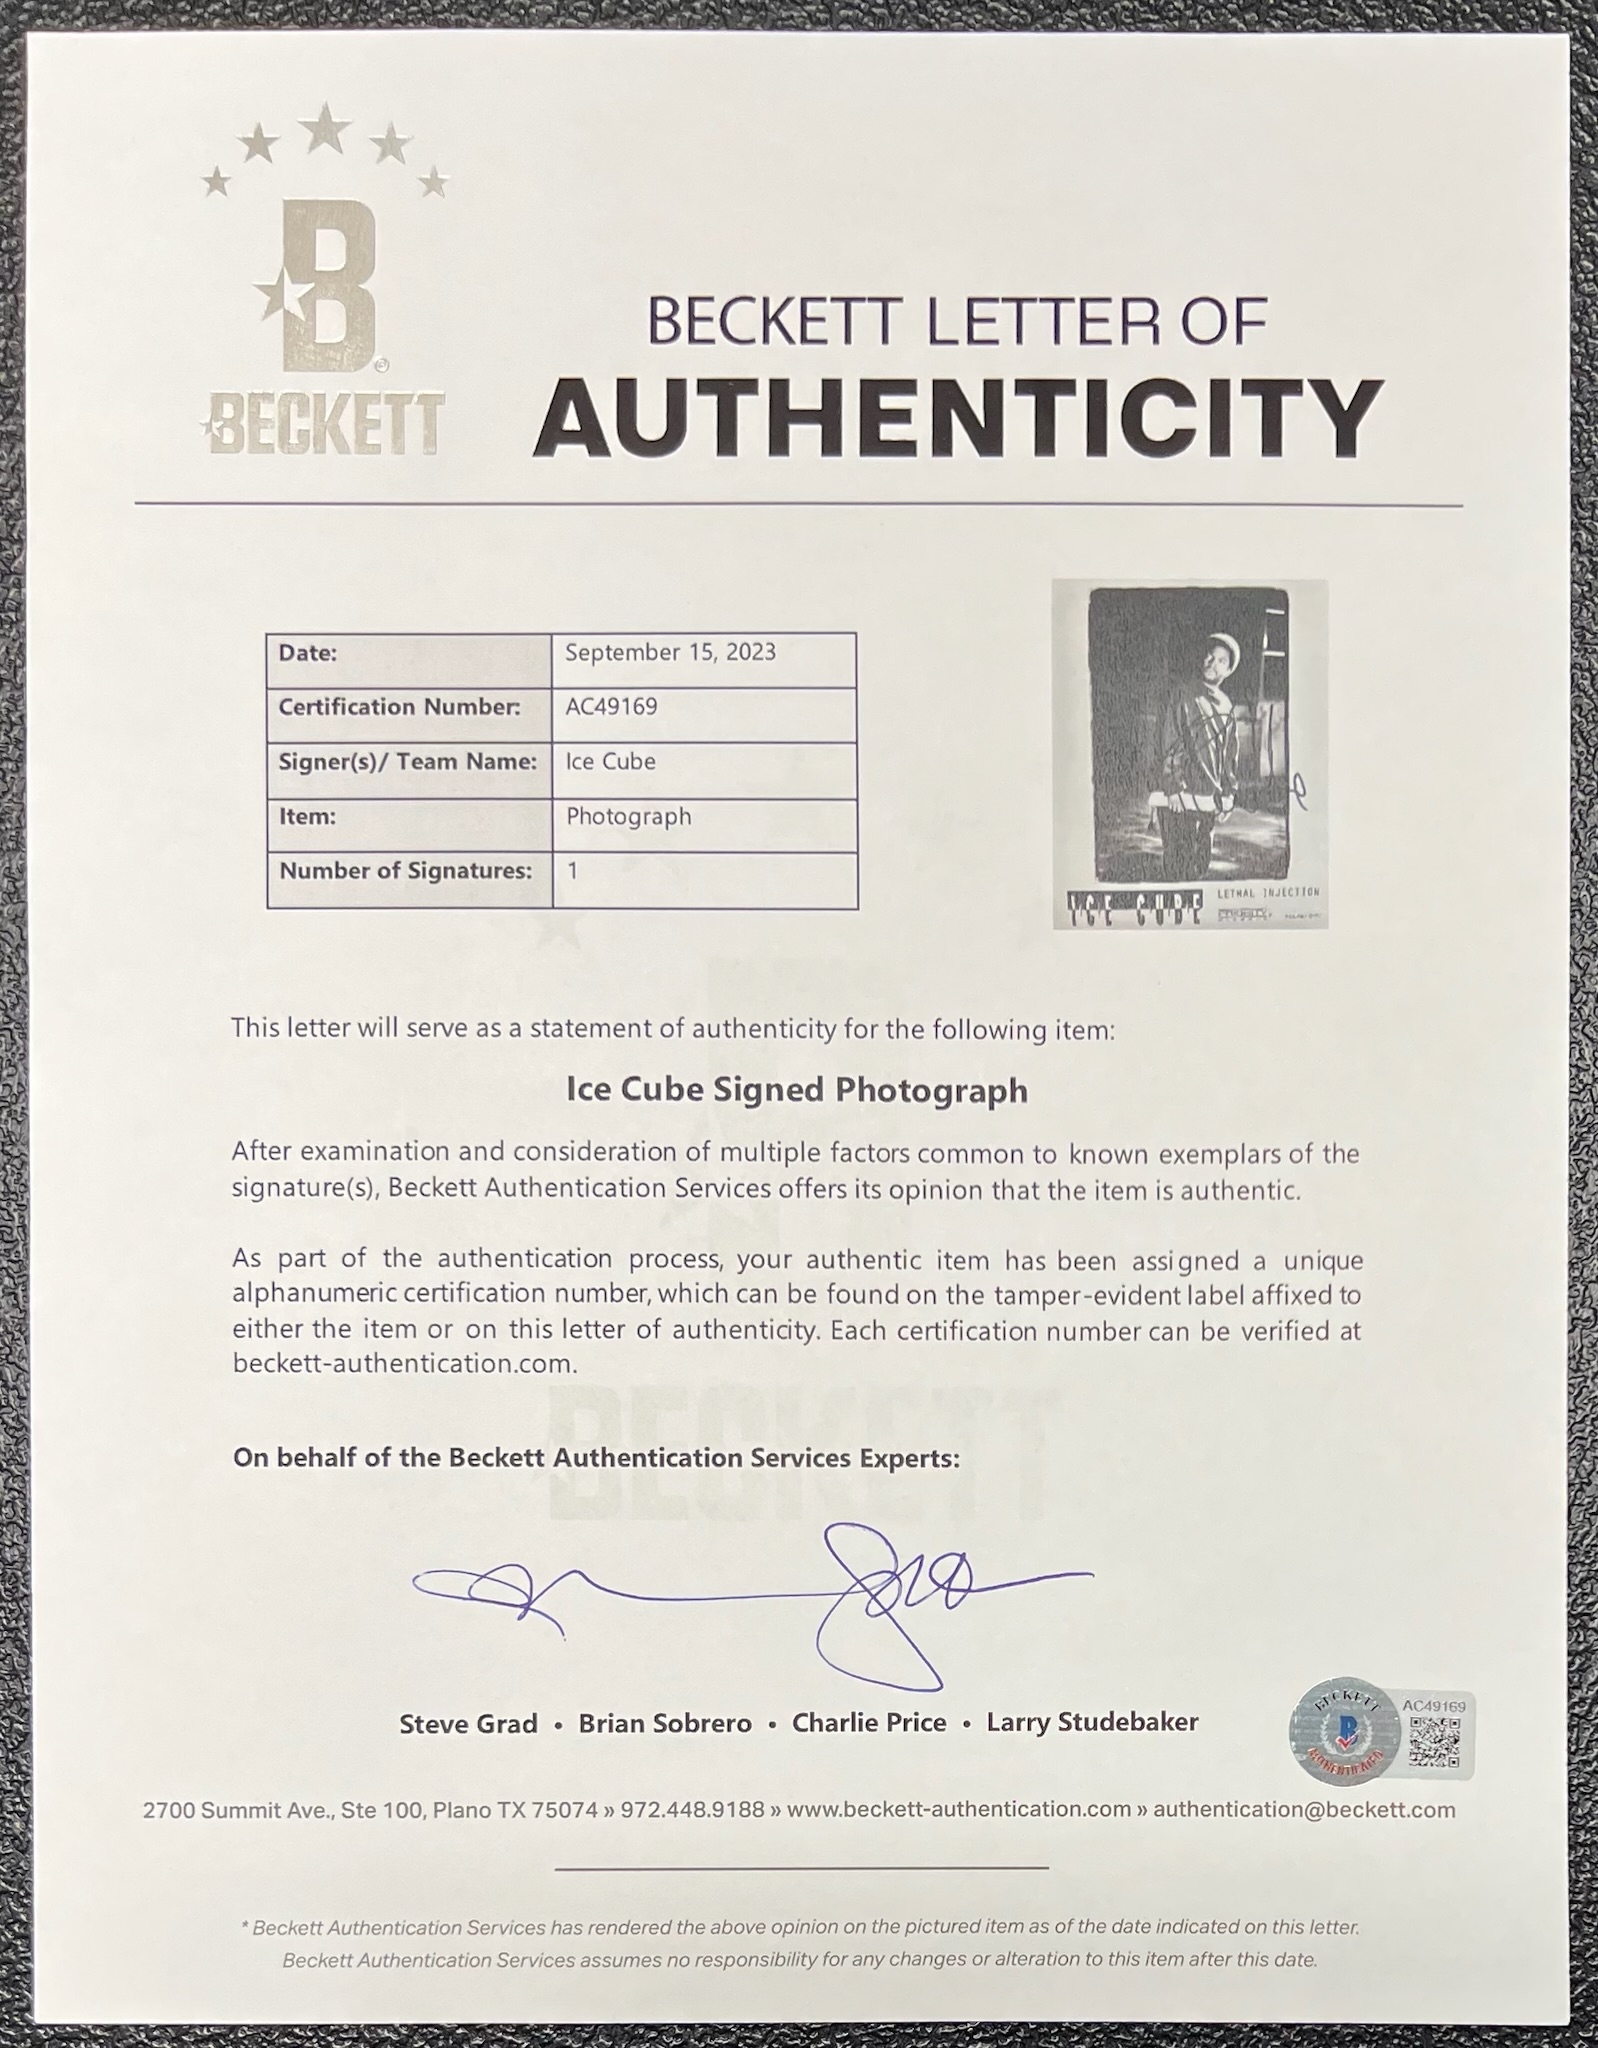 BECKETT
BECKETT LETTER OF
AUTHENTICITY
Date: September 15, 2023
Certification Number: AC49169
Signer(s)/ Team Name: Ice Cube
Item: Photograph
Number of Signatures: 1
ICE CUBE
LETHAL INJECTION
This letter will serve as a statement of authenticity for the following item:
Ice Cube Signed Photograph
After examination and consideration of multiple factors common to known exemplars of the
signature(s), Beckett Authentication Services offers its opinion that the item is authentic.
As part of the authentication process, your authentic item has been assigned a unique
alphanumeric certification number, which can be found on the tamper-evident label affixed to
either the item or on this letter of authenticity. Each certification number can be verified at
beckett-authentication.com.
BECKETT
On behalf of the Beckett Authentication Services Experts:
Steve Grad • Brian Sobrero • Charlie Price • Larry Studebaker
BECKETT
B
AUTHENTICATED
AC49169
2700 Summit Ave., Ste 100, Plano TX 75074 » 972.448.9188 » www.beckett-authentication.com » authentication@beckett.com
* Beckett Authentication Services has rendered the above opinion on the pictured item as of the date indicated on this letter.
Beckett Authentication Services assumes no responsibility for any changes or alteration to this item after this date.